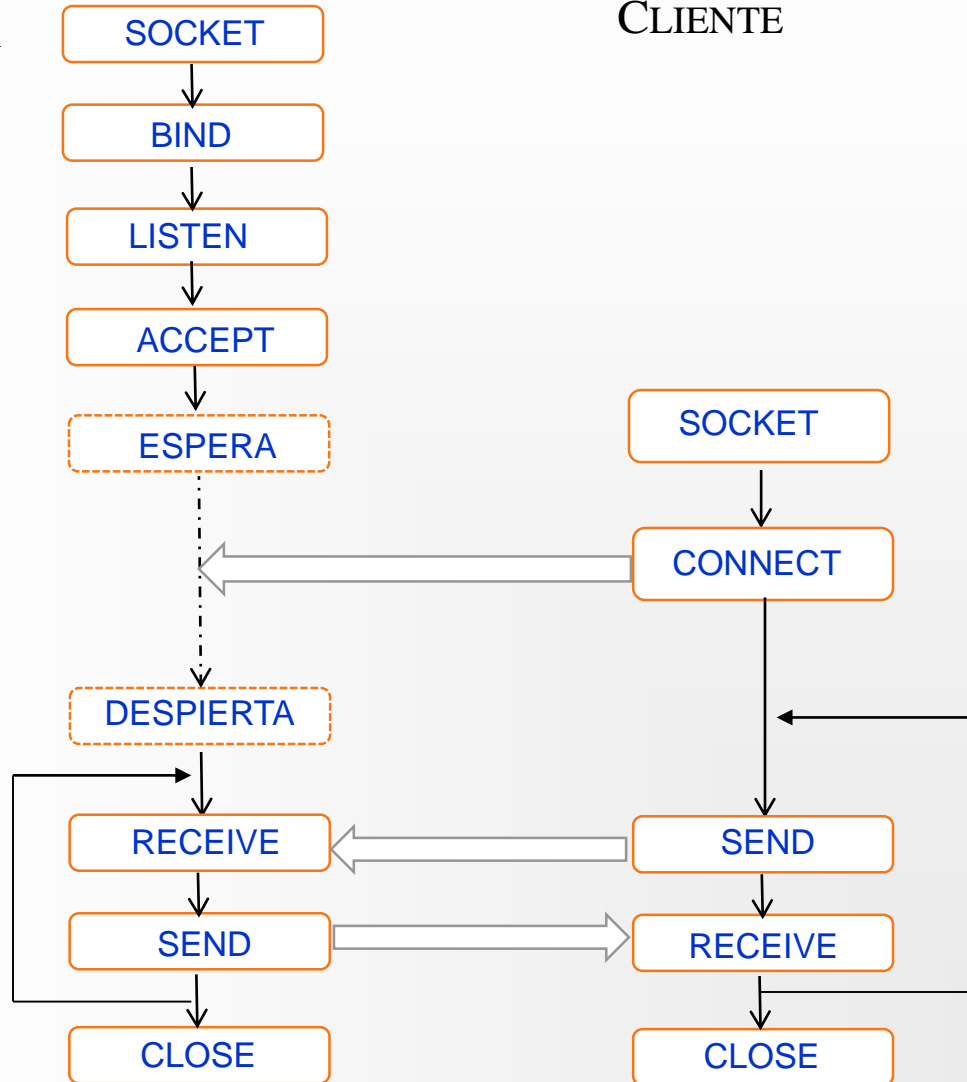 CLIENTE
SOCKET
BIND
LISTEN
ACCEPT
ESPERA
DESPIERTA
RECEIVE
SEND
CLOSE
SOCKET
CONNECT
SEND
RECEIVE
CLOSE